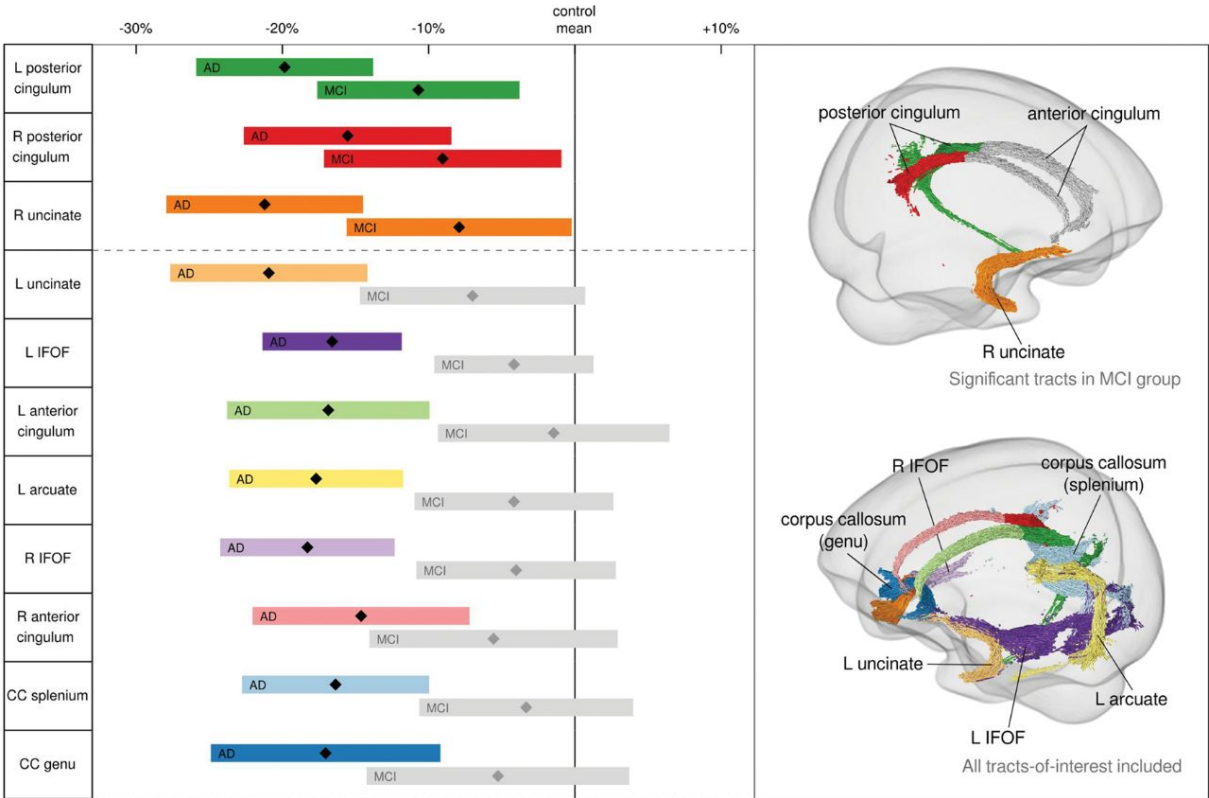 -30%
-20%
-10%
control
mean
+10%
L posterior
cingulum
AD
MCI
R posterior
cingulum
AD
MCI
R uncinate
AD
MCI
L uncinate
AD
MCI
L IFOF
AD
MCI
L anterior
cingulum
AD
MCI
L arcuate
AD
MCI
R IFOF
AD
MCI
R anterior
cingulum
AD
MCI
CC splenium
AD
MCI
CC genu
AD
MCI
posterior cingulum
anterior cingulum
R uncinate
Significant tracts in MCI group
R IFOF
corpus callosum
(splenium)
corpus callosum
(genu)
L uncinate
L arcuate
L IFOF
All tracts-of-interest included